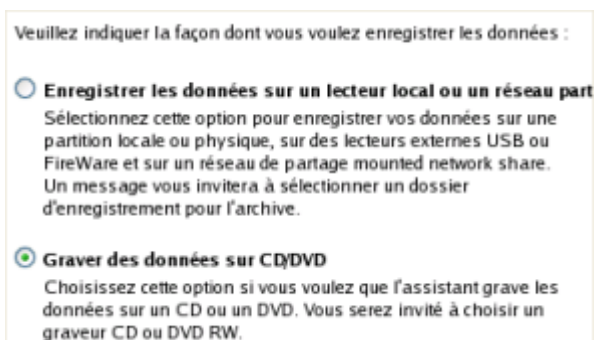 Veuillez indiquer la façon dont vous voulez enregistrer les données :
Enregistrer les données sur un lecteur local ou un réseau part
Sélectionnez cette option pour enregistrer vos données sur une
partition locale ou physique, sur des lecteurs externes USB ou
FireWare et sur un réseau de partage mounted network share.
Un message vous invitera à sélectionner un dossier
d'enregistrement pour l'archive.
Graver des données sur CD/DVD
Choisissez cette option si vous voulez que l'assistant grave les
données sur un CD ou un DVD. Vous serez invité à choisir un
graveur CD ou DVD RW.